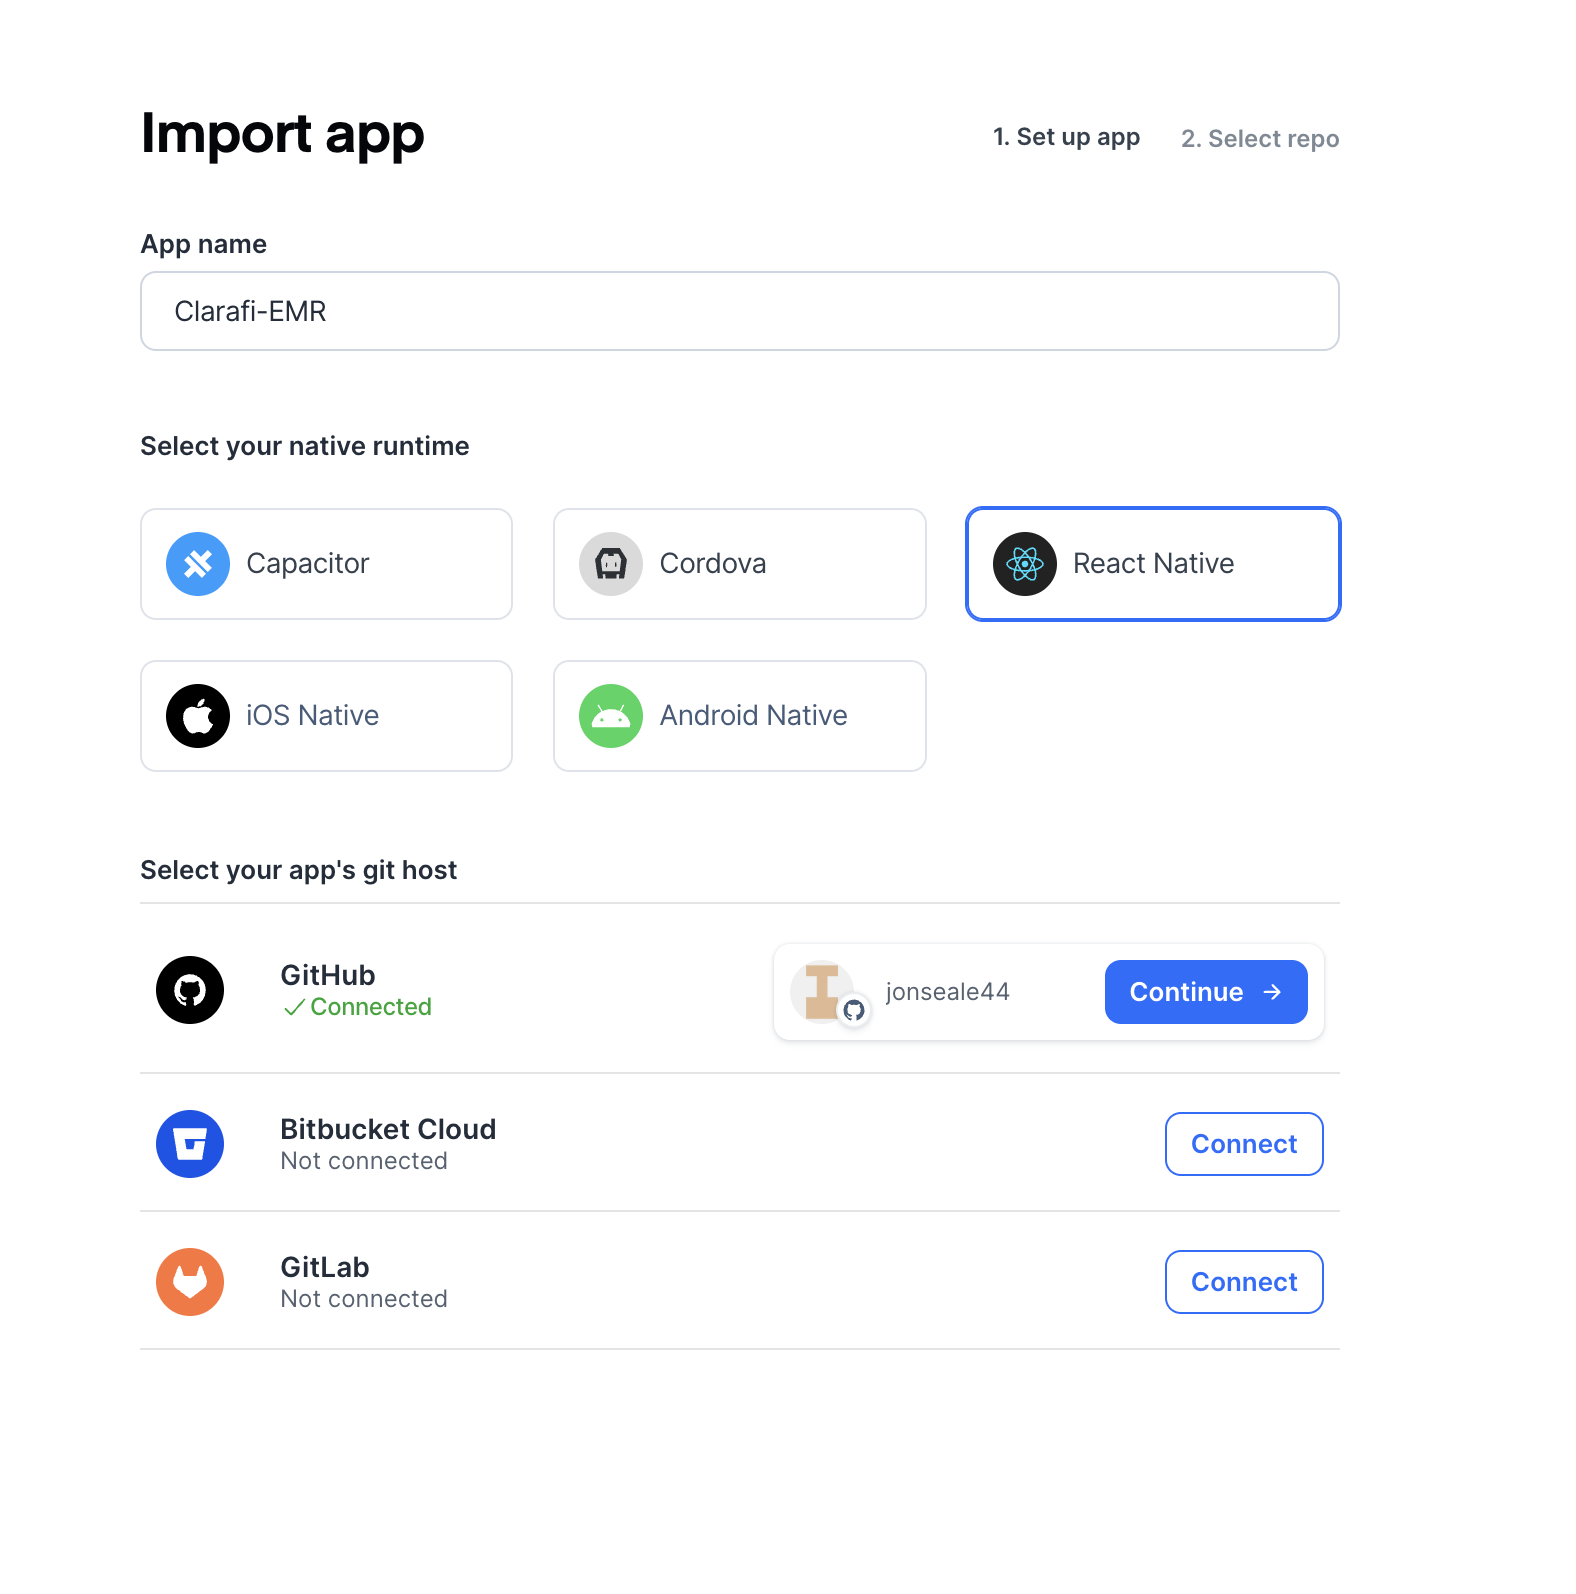 Import app
1. Set up app
2. Select repo
App name
Clarafi-EMR
Select your native runtime
Capacitor
Cordova
React Native
iOS Native
Android Native
Select your app's git host
GitHub
Connected
jonseale44
Continue →
Bitbucket Cloud
Not connected
Connect
GitLab
Not connected
Connect